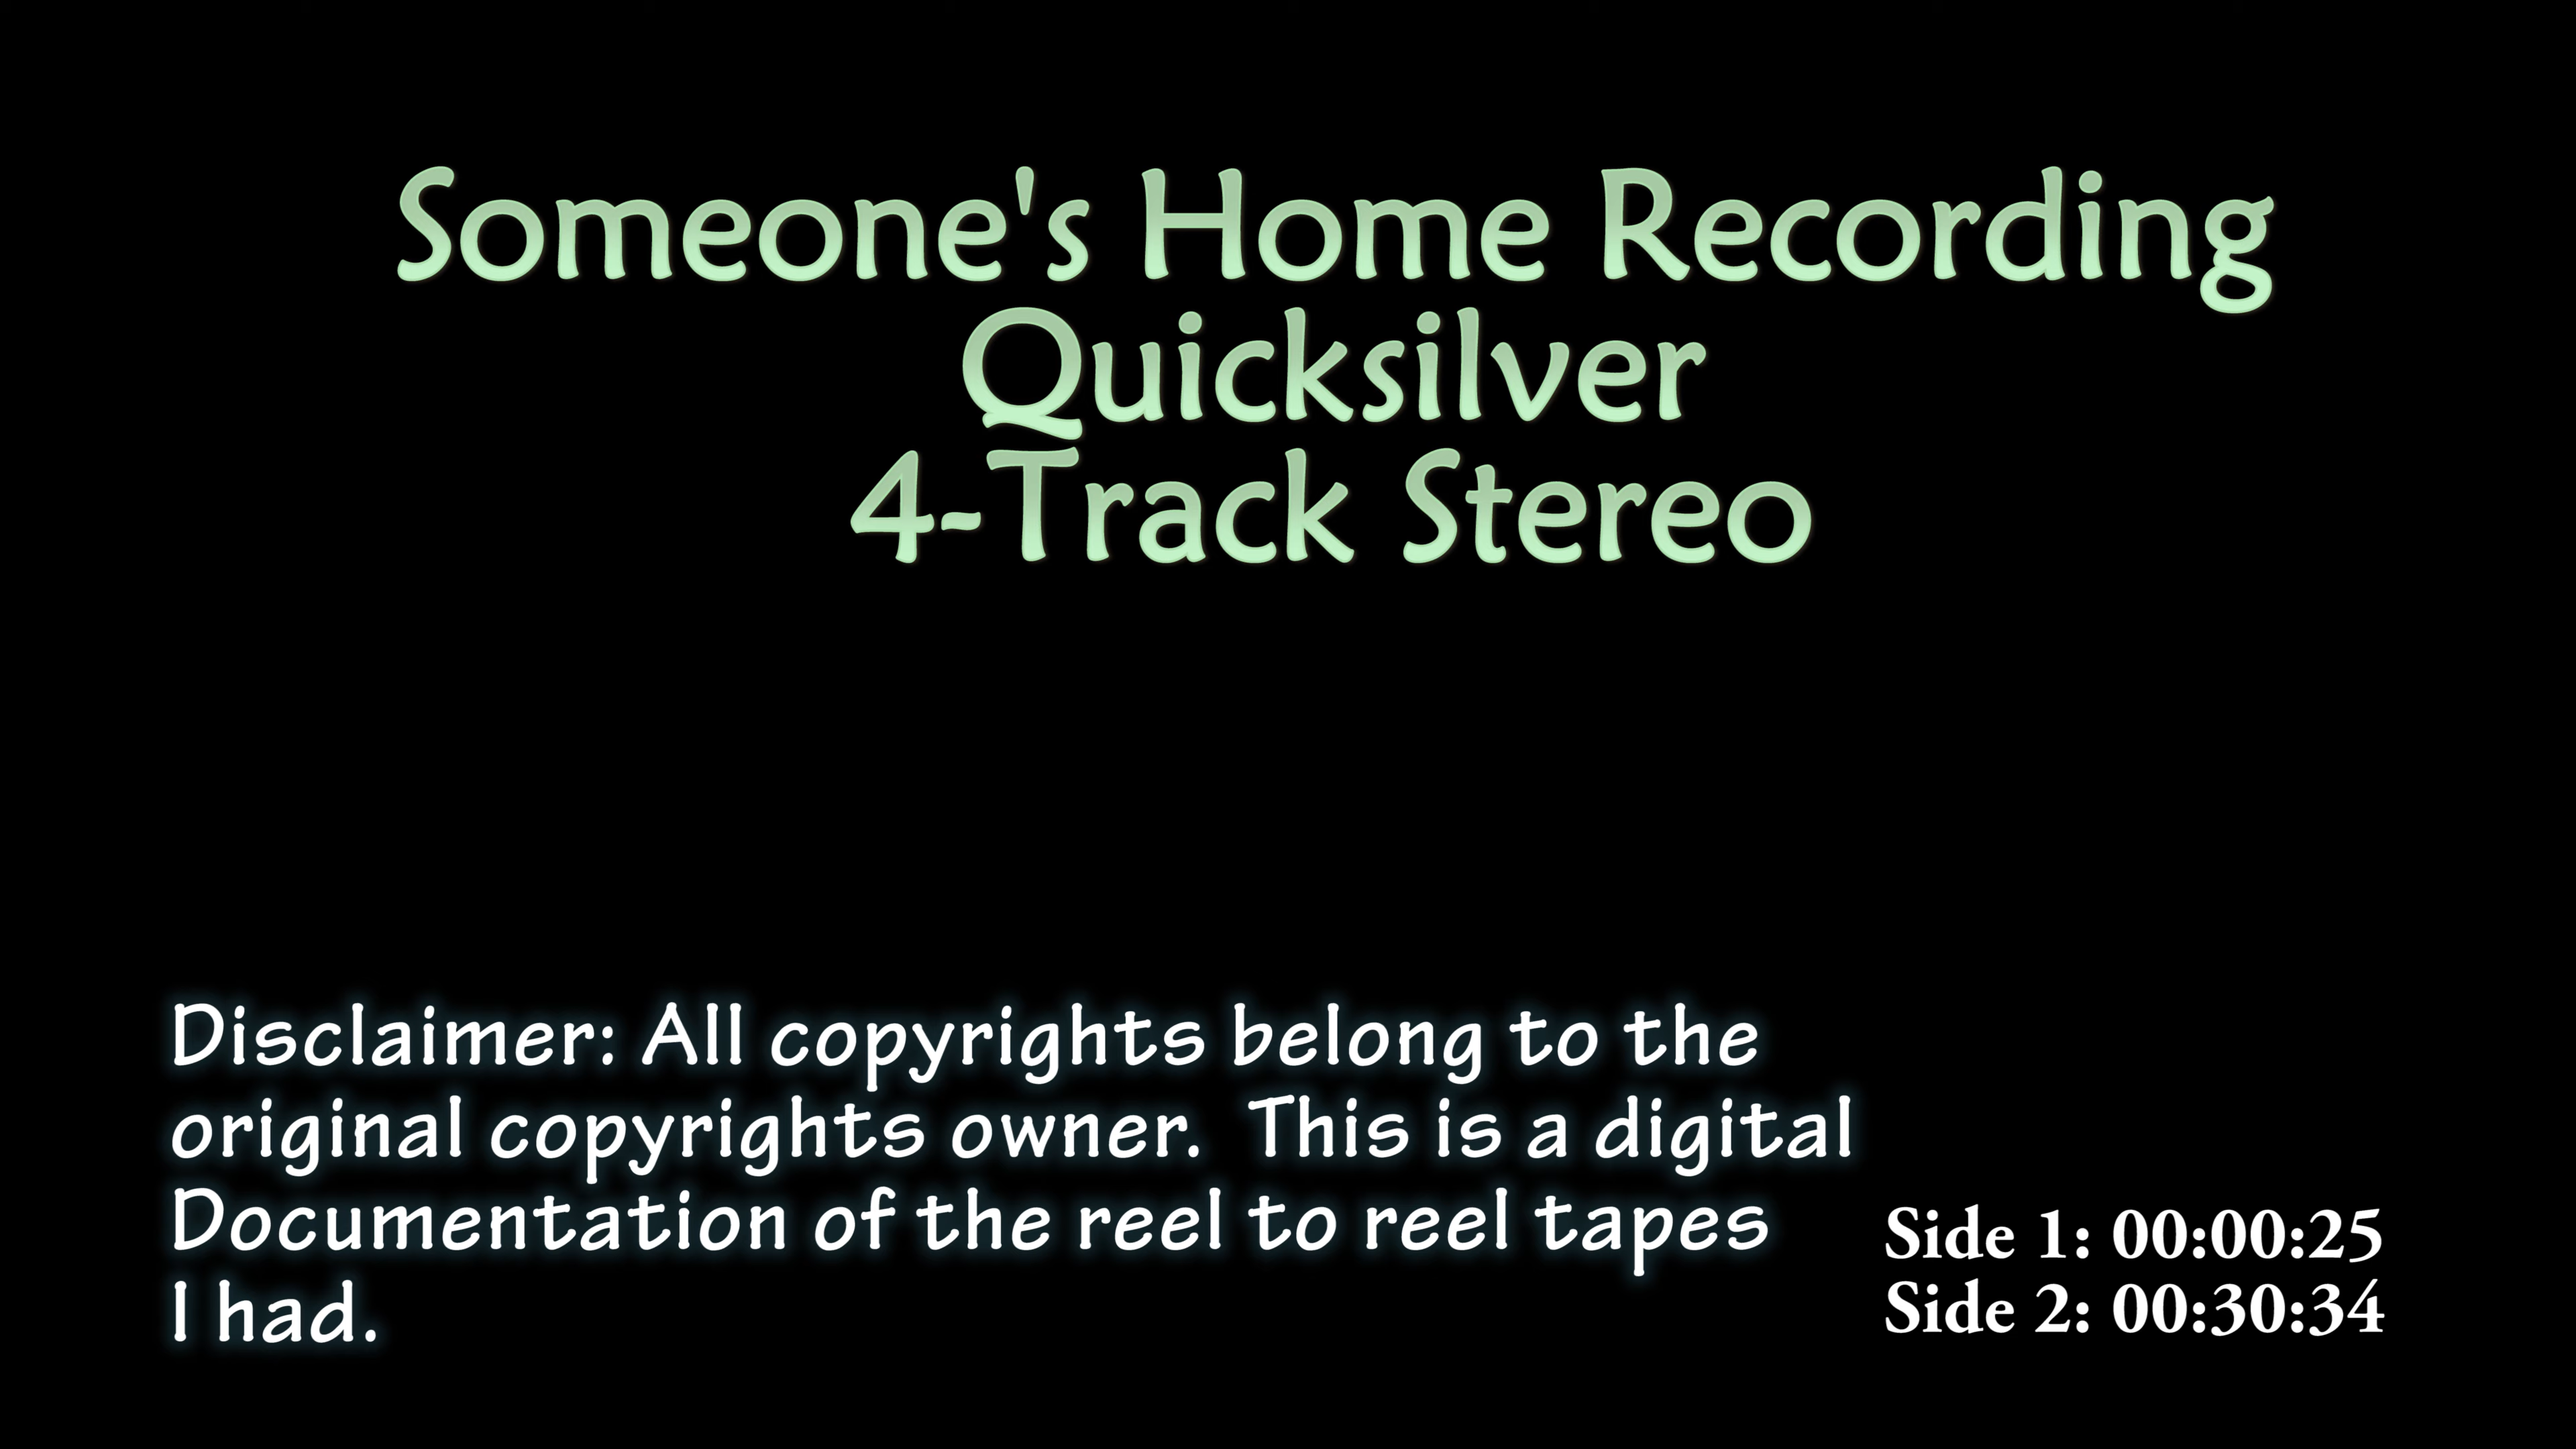 Someone's Home Recording
Quicksilver
4-Track Stereo
Disclaimer: All copyrights belong to the
original copyrights owner.  This is a digital
Documentation of the reel to reel tapes
I had.
Side 1: 00:00:25
Side 2: 00:30:34